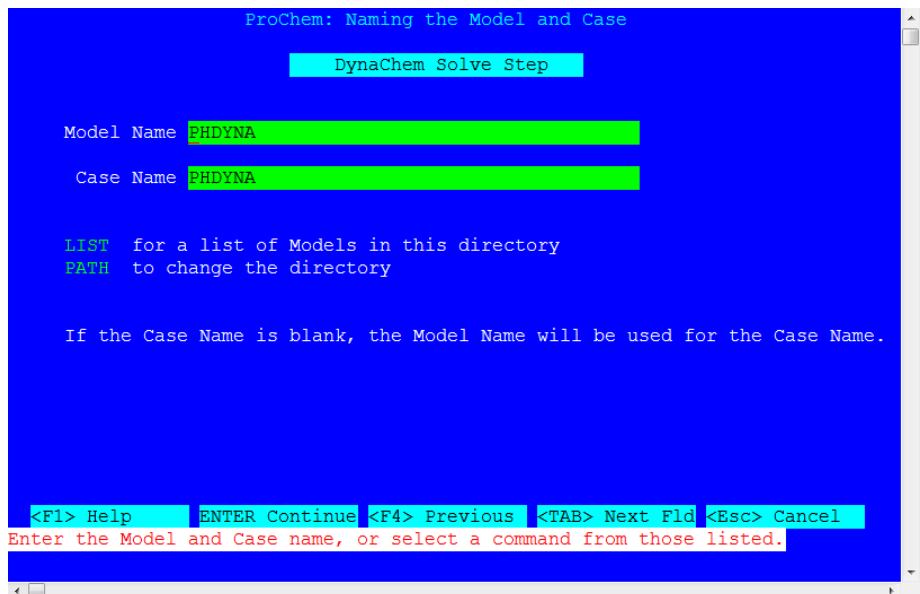 ProChem: Naming the Model and Case
DynaChem Solve Step
Model Name PHDYNA
Case Name PHDYNA
LIST for a list of Models in this directory
PATH to change the directory
If the Case Name is blank, the Model Name will be used for the Case Name.
<F1> Help ENTER Continue <F4> Previous <TAB> Next Fld <Esc> Cancel
Enter the Model and Case name, or select a command from those listed.